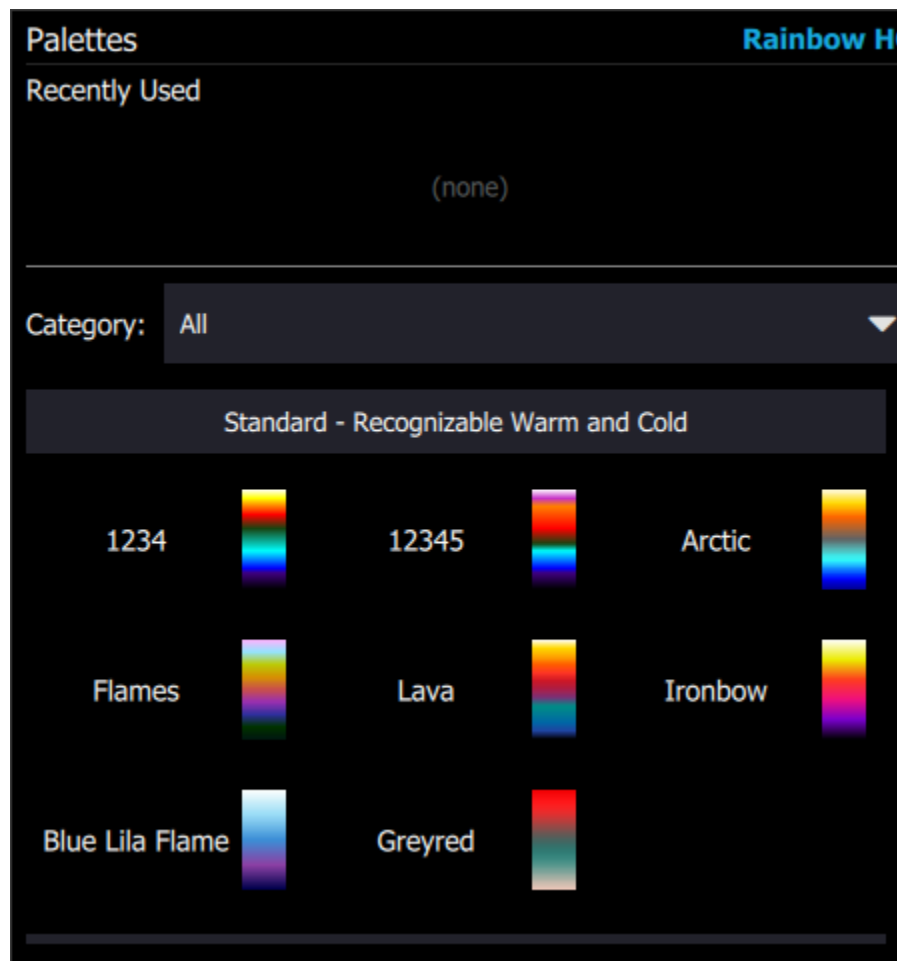 Palettes
Rainbow
Recently Used
(none)
Category: All
Standard - Recognizable Warm and Cold
1234 12345 Arctic
Flames Lava Ironbow
Blue Lila Flame Greyred